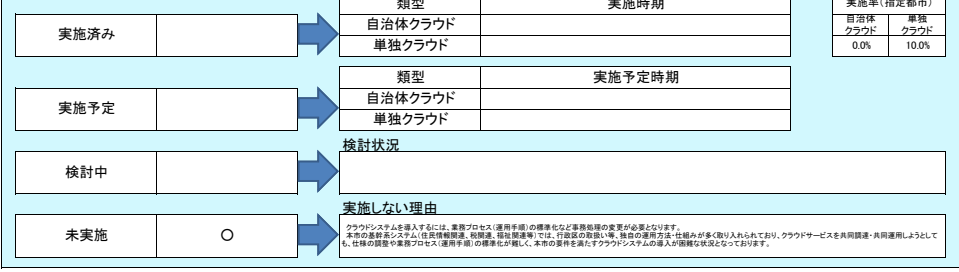 類型 実施時期 実施率(指定都市)
実施済み 自治体クラウド 自治体クラウド 単独クラウド
単独クラウド 0.0% 10.0%
類型 実施予定時期
実施予定 自治体クラウド
単独クラウド
検討状況
検討中
実施しない理由
未実施 ○
クラウドシステムを導入するには、業務プロセス(運用手順)の標準化など事務処理の変更が必要となります。
本市の基幹系システム(住民情報関連、税関連、福祉関連等)では、行政区の取扱い等、独自の運用方法・仕組みが多く取り入れられており、クラウドサービスを共同調達・共同運用しようとして
も、仕様の調整や業務プロセス(運用手順)の標準化が難しく、本市の要件を満たすクラウドシステムの導入が困難な状況となっております。